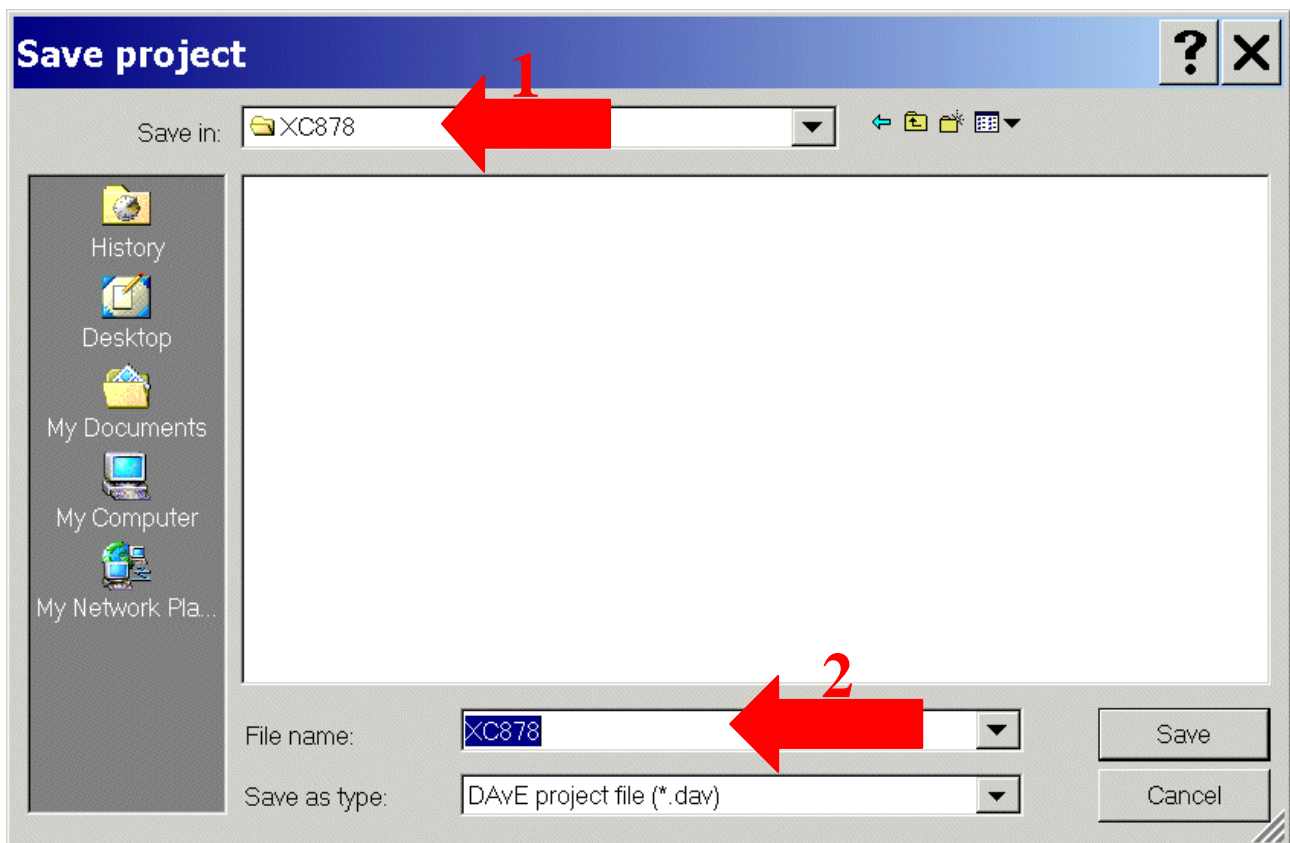 Save project
1
Save in: XC878
History
Desktop
My Documents
My Computer
My Network Pla...
2
File name: XC878 Save
Save as type: DAvE project file (*.dav) Cancel